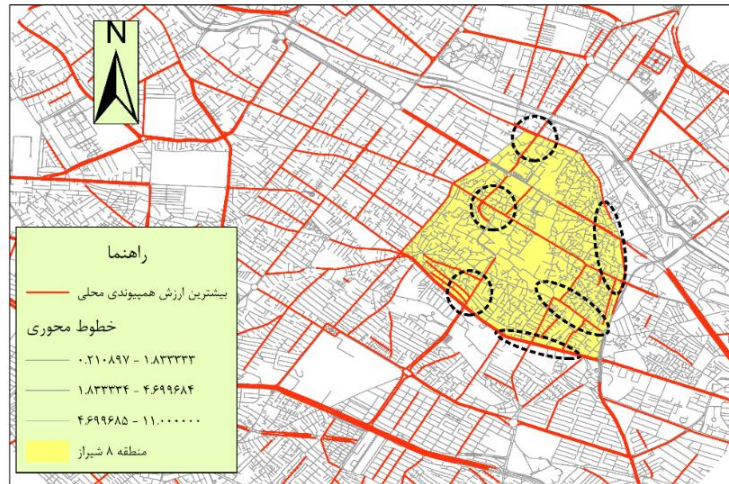 N
راهنما
بیشترین ارزش همپیوندی محلی
خطوط محوری
۰.۲۱۰۸۹۷ - ۱.۸۳۳۳۳۳
۱.۸۳۳۳۳۴ - ۴.۶۹۹۶۸۴
۴.۶۹۹۶۸۵ - ۱۱.۰۰۰۰۰۰
منطقه ۸ شیراز